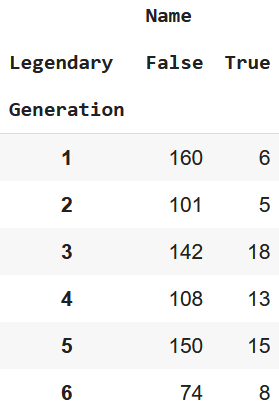 Name
Legendary False True
Generation
1 160 6
2 101 5
3 142 18
4 108 13
5 150 15
6 74 8